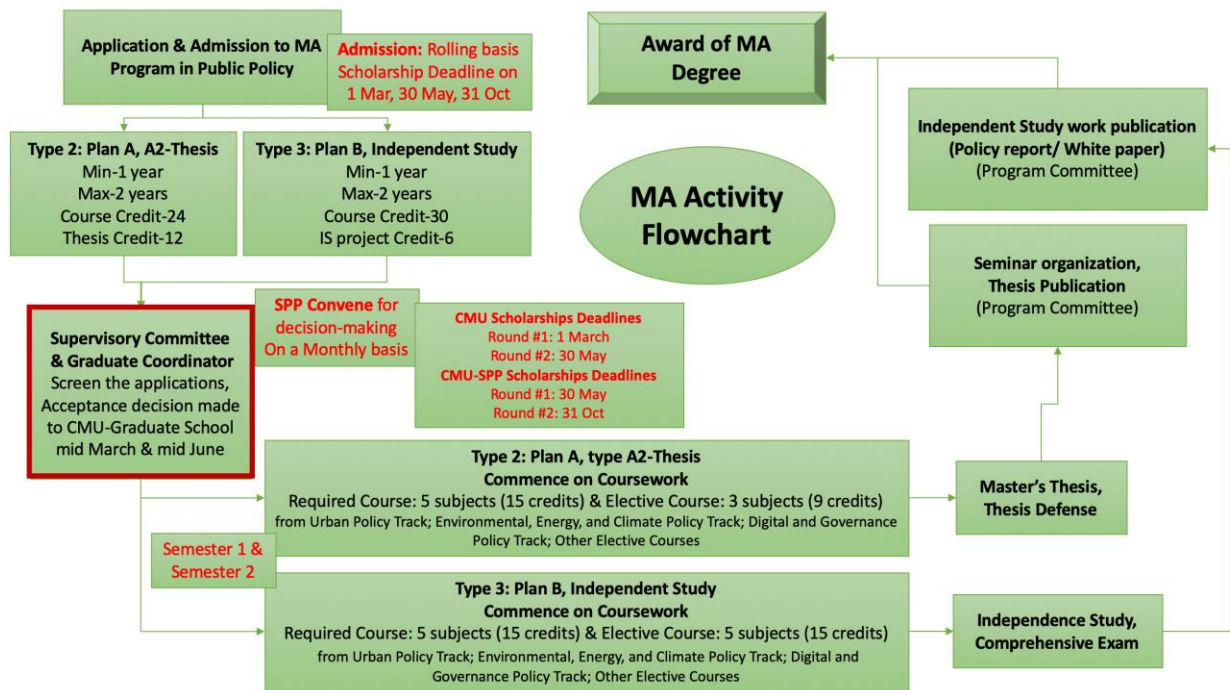 Application & Admission to MA
Program in Public Policy
Admission: Rolling basis
Scholarship Deadline on
1 Mar, 30 May, 31 Oct
Award of MA
Degree
Type 2: Plan A, A2-Thesis
Min-1 year
Max-2 years
Course Credit-24
Thesis Credit-12
Type 3: Plan B, Independent Study
Min-1 year
Max-2 years
Course Credit-30
IS project Credit-6
MA Activity
Flowchart
Independent Study work publication
(Policy report/ White paper)
(Program Committee)
Seminar organization,
Thesis Publication
(Program Committee)
Supervisory Committee
& Graduate Coordinator
Screen the applications,
Acceptance decision made
to CMU-Graduate School
mid March & mid June
SPP Convene for
decision-making
On a Monthly basis
CMU Scholarships Deadlines
Round #1: 1 March
Round #2: 30 May
CMU-SPP Scholarships Deadlines
Round #1: 30 May
Round #2: 31 Oct
Type 2: Plan A, type A2-Thesis
Commence on Coursework
Required Course: 5 subjects (15 credits) & Elective Course: 3 subjects (9 credits)
from Urban Policy Track; Environmental, Energy, and Climate Policy Track; Digital and Governance
Policy Track; Other Elective Courses
Master's Thesis,
Thesis Defense
Semester 1 &
Semester 2
Type 3: Plan B, Independent Study
Commence on Coursework
Required Course: 5 subjects (15 credits) & Elective Course: 5 subjects (15 credits)
from Urban Policy Track; Environmental, Energy, and Climate Policy Track; Digital and
Governance Policy Track; Other Elective Courses
Independence Study,
Comprehensive Exam